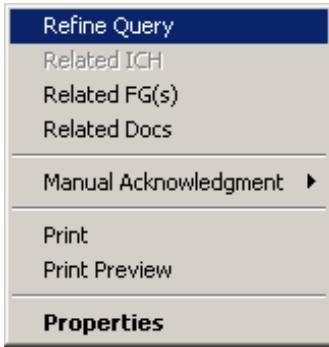 Refine Query
Related ICH
Related FG(s)
Related Docs
Manual Acknowledgment
Print
Print Preview
Properties